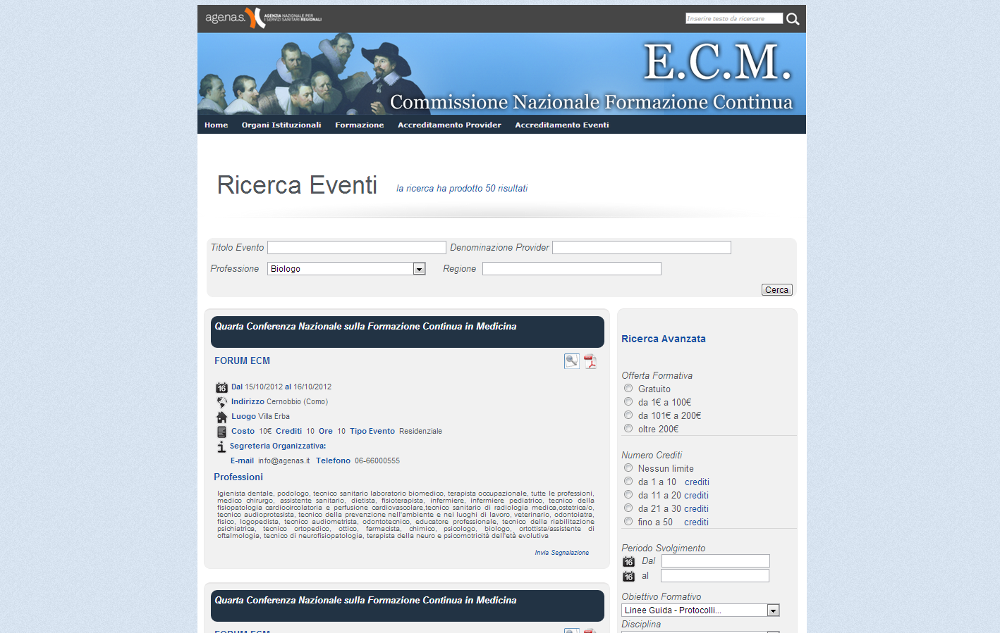 agenas. AGENZIA NAZIONALE PER
I SERVIZI SANITARI REGIONALI
Inserire testo da ricercare
E.C.M.
Commissione Nazionale Formazione Continua
Home Organi Istituzionali Formazione Accreditamento Provider Accreditamento Eventi
Ricerca Eventi la ricerca ha prodotto 50 risultati
Titolo Evento Denominazione Provider
Professione Biologo Regione
Cerca
Quarta Conferenza Nazionale sulla Formazione Continua in Medicina
FORUM ECM
16 Dal 15/10/2012 al 16/10/2012
Indirizzo Cernobbio (Como)
Luogo Villa Erba
Costo 10€ Crediti 10 Ore 10 Tipo Evento Residenziale
Segreteria Organizzativa:
E-mail info@agenas.it Telefono 06-66000555
Professioni
Igienista dentale, podologo, tecnico sanitario laboratorio biomedico, terapista occupazionale, tutte le professioni,
medico chirurgo, assistente sanitario, dietista, fisioterapista, infermiere, infermiere pediatrico, tecnico della
fisiopatologia cardiocircolatoria e perfusione cardiovascolare,tecnico sanitario di radiologia medica,ostetrica/o,
tecnico audioprotesista, tecnico della prevenzione nell'ambiente e nei luoghi di lavoro, veterinario, odontoiatra,
fisico, logopedista, tecnico audiometrista, odontotecnico, educatore professionale, tecnico della riabilitazione
psichiatrica, tecnico ortopedico, ottico, farmacista, chimico, psicologo, biologo, ortottista/assistente di
oftalmologia, tecnico di neurofisiopatologia, terapista della neuro e psicomotricità dell'età evolutiva
Invia Segnalazione
Quarta Conferenza Nazionale sulla Formazione Continua in Medicina
FORUM ECM
Ricerca Avanzata
Offerta Formativa
Gratuito
da 1€ a 100€
da 101€ a 200€
oltre 200€
Numero Crediti
Nessun limite
da 1 a 10 crediti
da 11 a 20 crediti
da 21 a 30 crediti
fino a 50 crediti
Periodo Svolgimento
16 Dal
16 al
Obiettivo Formativo
Linee Guida - Protocolli...
Disciplina